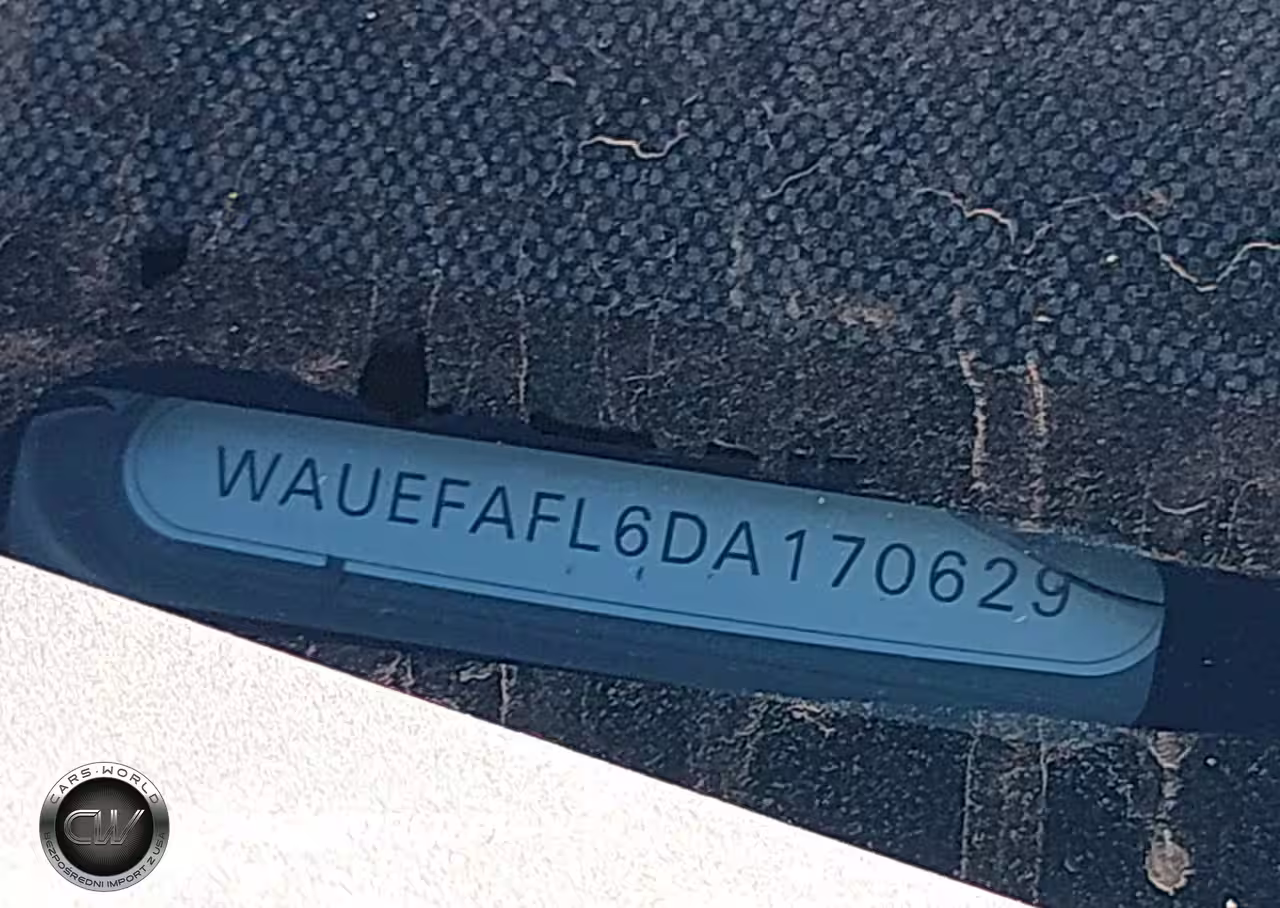 WAUEFAFL6DA170629
CARS·WORLD
CW
BEZPOŚREDNI IMPORT Z USA